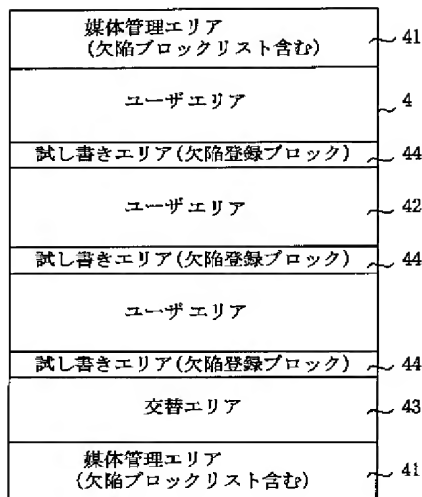 媒体管理エリア
(欠陥ブロックリスト含む)
41
ユーザエリア
4
試し書きエリア(欠陥登録ブロック)
44
ユーザエリア
42
試し書きエリア(欠陥登録ブロック)
44
ユーザエリア
試し書きエリア(欠陥登録ブロック)
44
交替エリア
43
媒体管理エリア
(欠陥ブロックリスト含む)
41